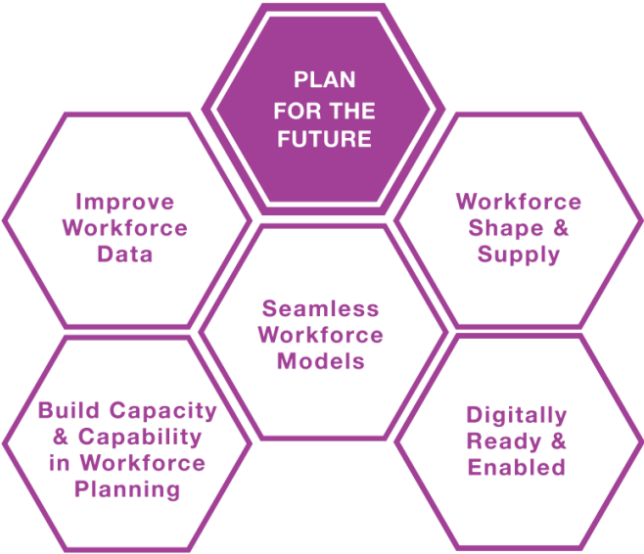 PLAN
FOR THE
FUTURE
Improve
Workforce
Data
Workforce
Shape &
Supply
Seamless
Workforce
Models
Build Capacity
& Capability
in Workforce
Planning
Digitally
Ready &
Enabled